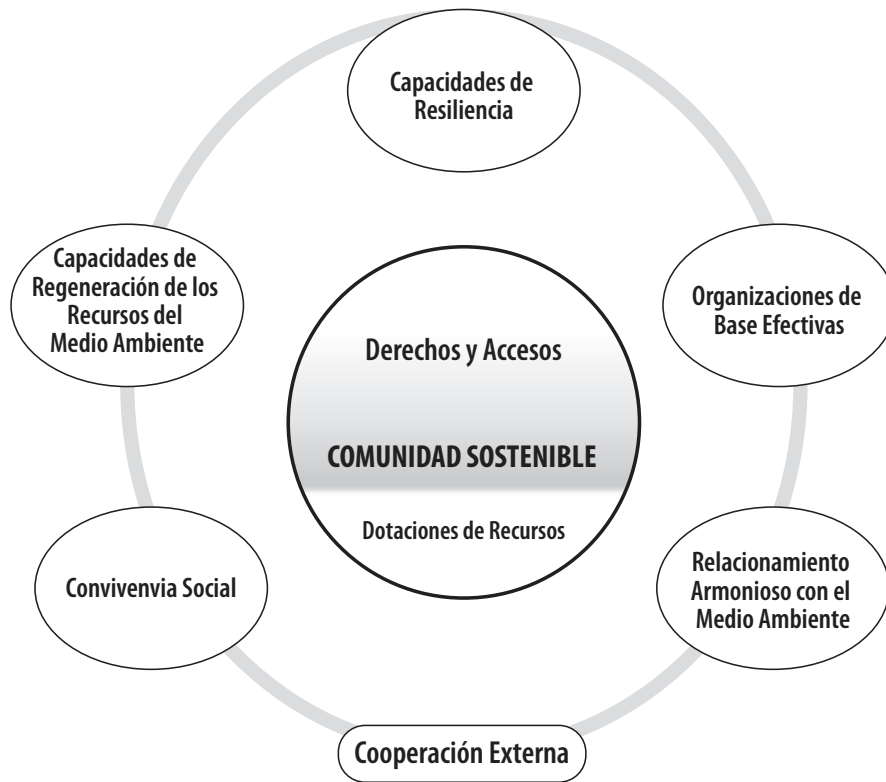 Capacidades de
Resiliencia
Capacidades de
Regeneración de los
Recursos del
Medio Ambiente
Organizaciones de
Base Efectivas
Derechos y Accesos
COMUNIDAD SOSTENIBLE
Dotaciones de Recursos
Convivenvia Social
Relacionamiento
Armonioso con el
Medio Ambiente
Cooperación Externa